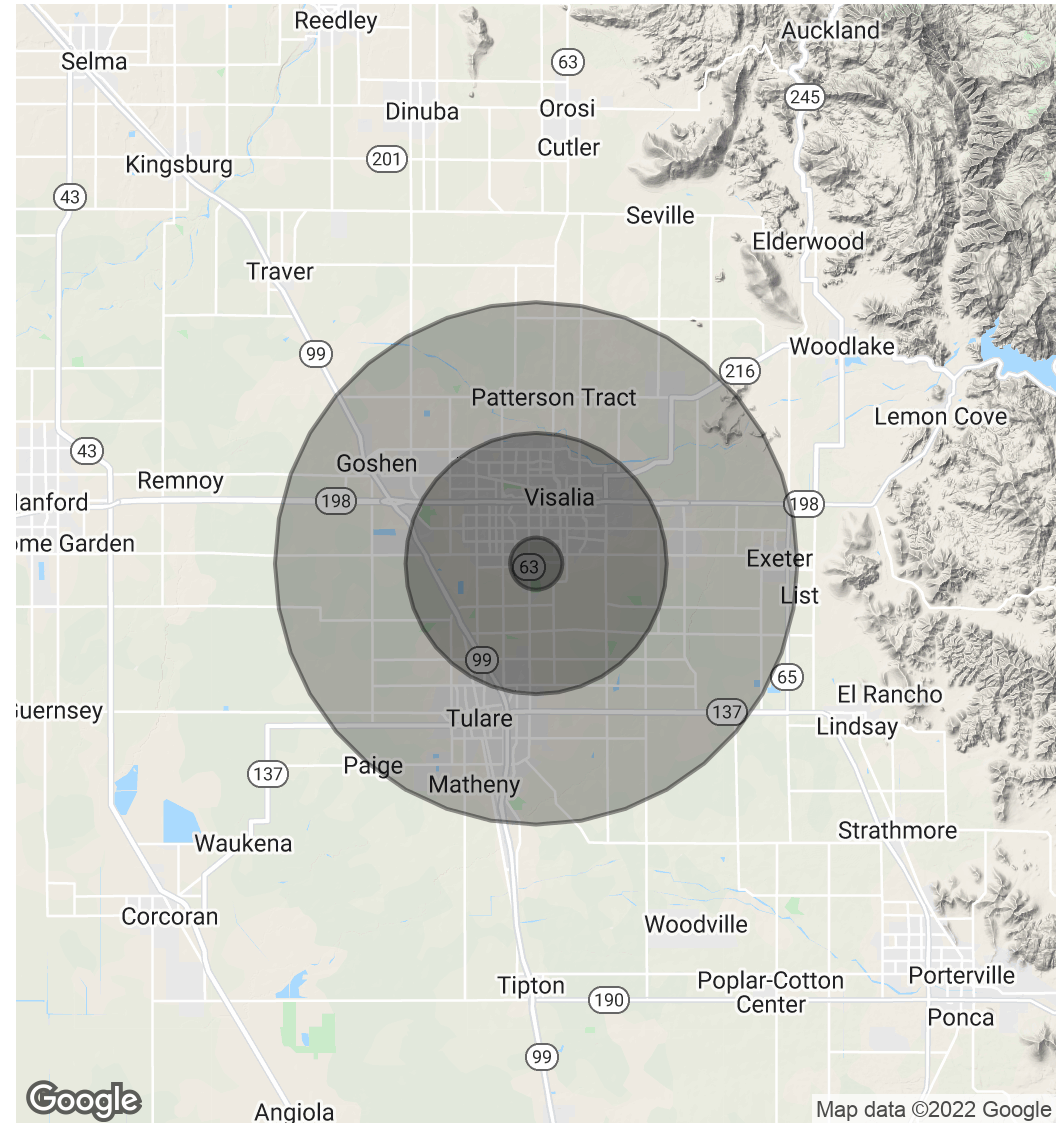 Reedley
Auckland
Selma
63
245
Dinuba
Orosi
Cutler
201
Kingsburg
43
Seville
Elderwood
Traver
99
Woodlake
216
Patterson Tract
Lemon Cove
43
Goshen
Remnoy
198
Visalia
198
lanford
ome Garden
63
Exeter
List
99
65
El Rancho
Guernsey
Tulare
137
Lindsay
137
Paige
Matheny
Strathmore
Waukena
Corcoran
Woodville
Tipton
Poplar-Cotton
Center
Porterville
190
Ponca
99
Google
Angiola
Map data ©2022 Google